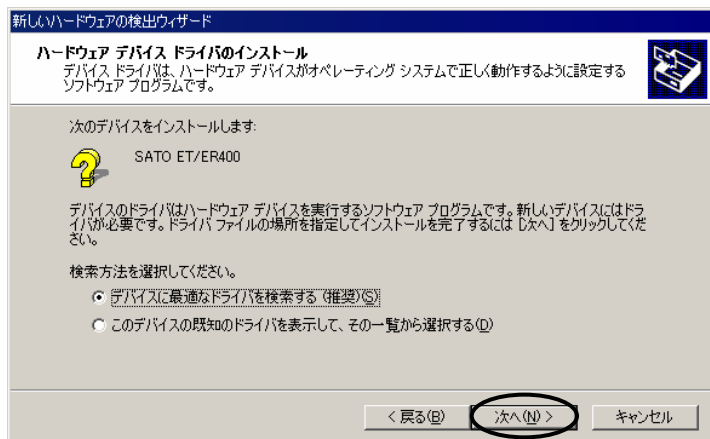 新しいハードウェアの検出ウィザード
ハードウェア デバイス ドライバのインストール
デバイス ドライバは、ハードウェア デバイスがオペレーティング システムで正しく動作するように設定する
ソフトウェア プログラムです。
次のデバイスをインストールします:
SATO ET/ER400
デバイスのドライバはハードウェア デバイスを実行するソフトウェア プログラムです。新しいデバイスにはドラ
イバが必要です。ドライバ ファイルの場所を指定してインストールを完了するには [次へ] をクリックしてくだ
さい。
検索方法を選択してください。
デバイスに最適なドライバを検索する (推奨)(S)
このデバイスの既知のドライバを表示して、その一覧から選択する(D)
< 戻る(B) 次へ(N) > キャンセル